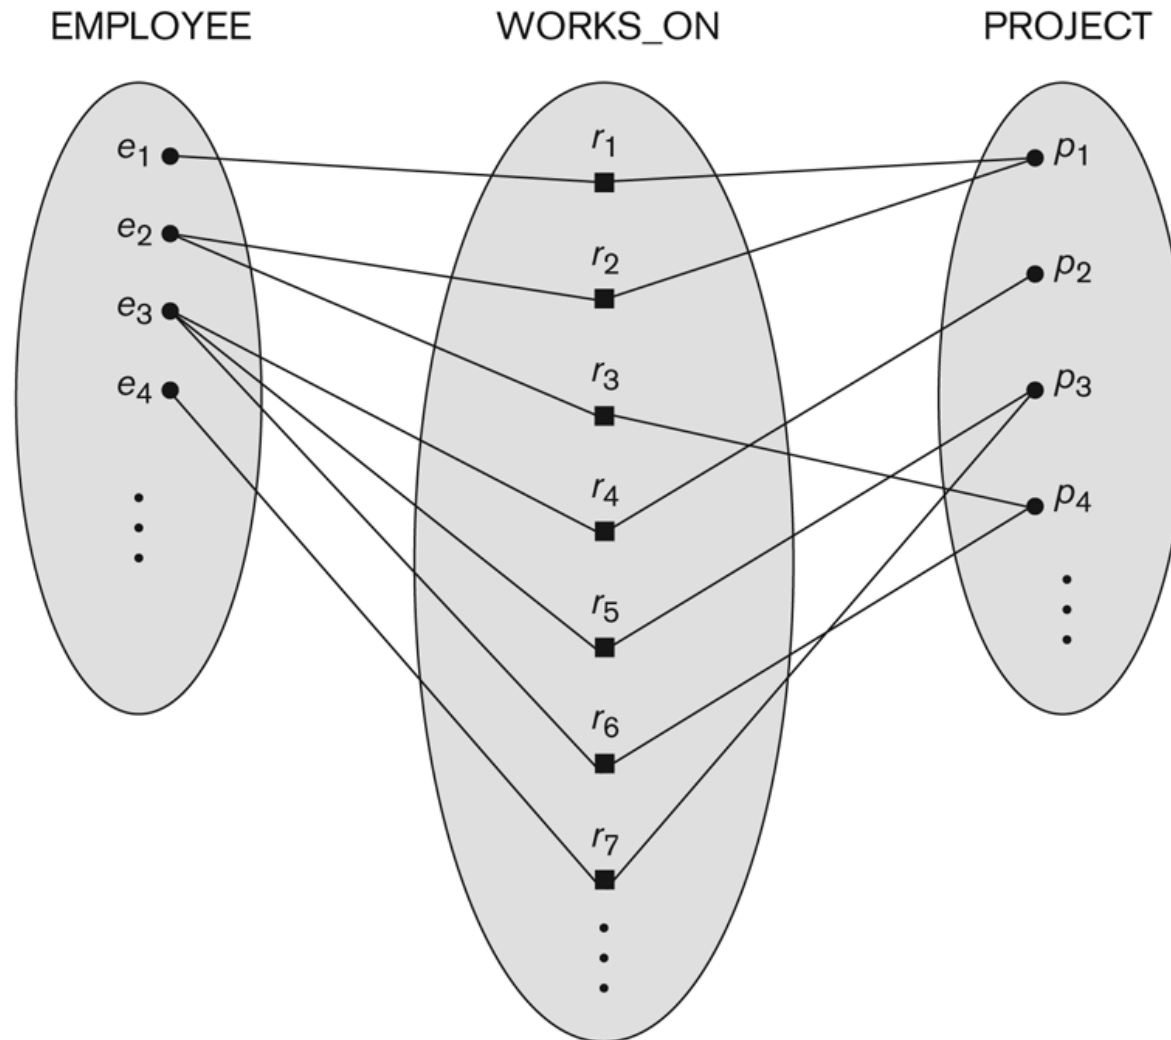 EMPLOYEE WORKS_ON PROJECT
e1 r1 p1
e2 r2 p2
e3 r3 p3
e4 r4 p4
r5
r6
r7